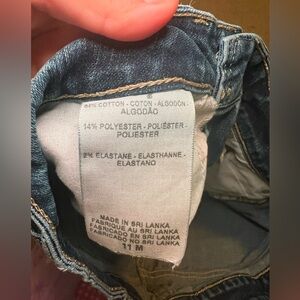 84% COTTON - COTON - ALGODÓN
ALGODÃO
14% POLYESTER - POLIÉSTER -
POLIESTER
2% ELASTANE - ELASTHANNE -
ELASTANO
MADE IN SRI LANKA
FABRIQUE AU SRI LANKA
FABRICADO EN SRI LANKA
FABRICADO NO SRI LANKA
11 M